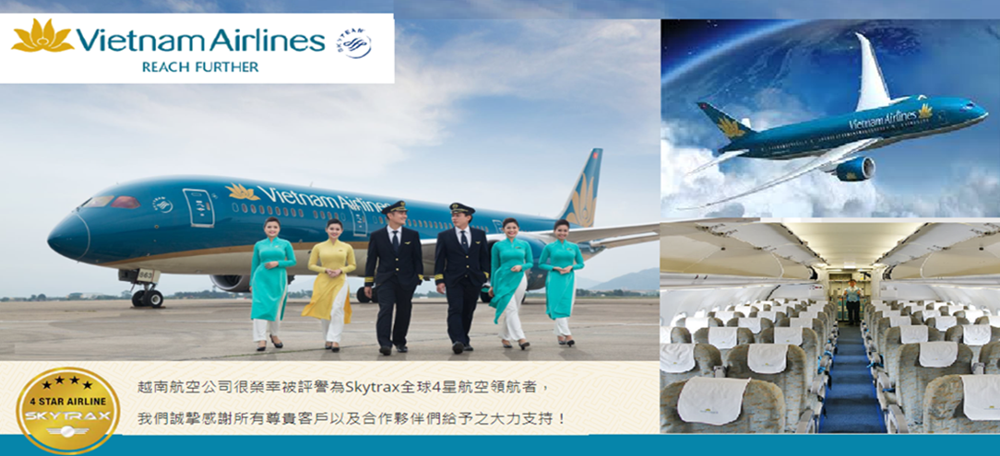 Vietnam Airlines
SKYTEAM
REACH FURTHER
Vietnam Airlines
Vietnam Airlines
863
4 STAR AIRLINE
SKYTRAX
越南航空公司很榮幸被評譽為Skytrax全球4星航空領航者，
我們誠摯感謝所有尊貴客戶以及合作夥伴們給予之大力支持！